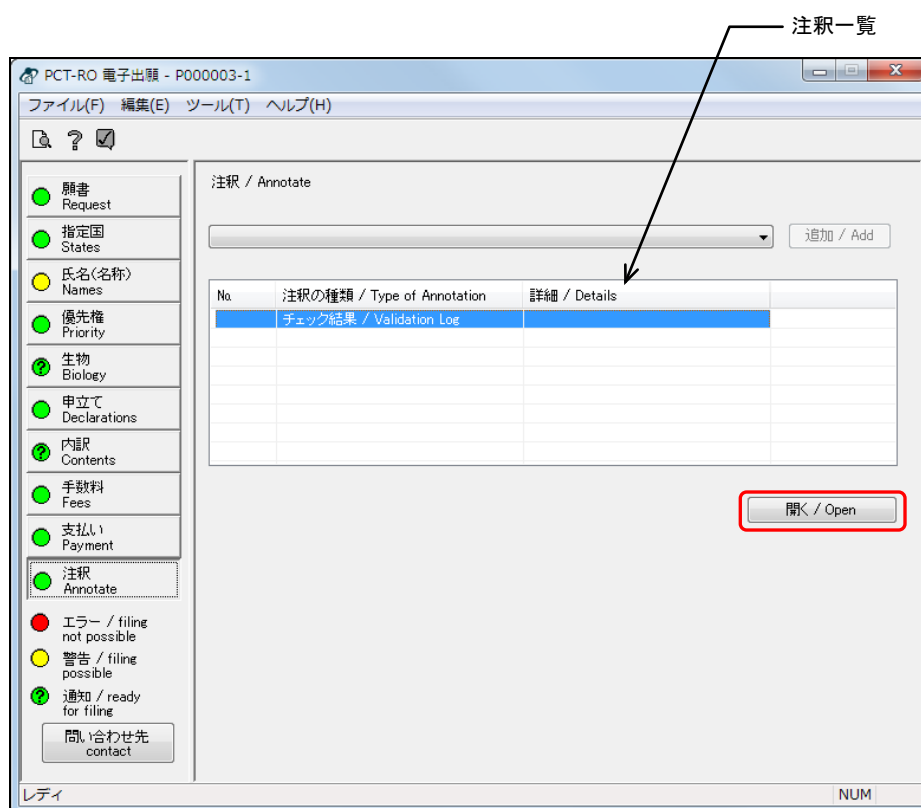 注釈一覧
PCT-RO 電子出願 - P000003-1
ファイル(F) 編集(E) ツール(T) ヘルプ(H)
願書
Request
指定国
States
氏名(名称)
Names
優先権
Priority
生物
Biology
申立て
Declarations
内訳
Contents
手数料
Fees
支払い
Payment
注釈
Annotate
エラー / filing
not possible
警告 / filing
possible
通知 / ready
for filing
問い合わせ先
contact
注釈 / Annotate
追加 / Add
No. 注釈の種類 / Type of Annotation 詳細 / Details
チェック結果 / Validation Log
開く / Open
レディ NUM